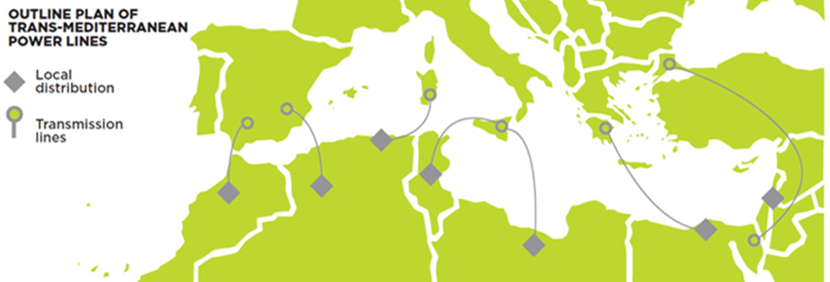 OUTLINE PLAN OF
TRANS-MEDITERRANEAN
POWER LINES
Local
distribution
Transmission
lines